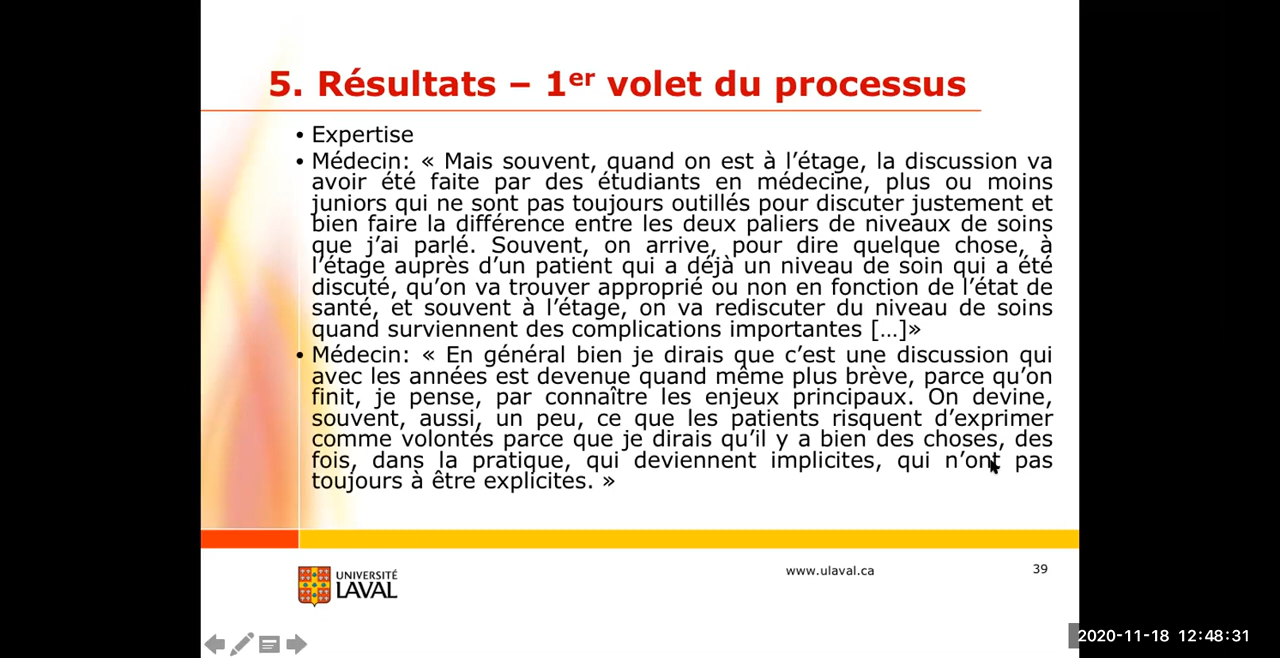 5. Résultats – 1er volet du processus
• Expertise
• Médecin: « Mais souvent, quand on est à l’étage, la discussion va
avoir été faite par des étudiants en médecine, plus ou moins
juniors qui ne sont pas toujours outillés pour discuter justement et
bien faire la différence entre les deux paliers de niveaux de soins
que j’ai parlé. Souvent, on arrive, pour dire quelque chose, à
l’étage auprès d’un patient qui a déjà un niveau de soin qui a été
discuté, qu’on va trouver approprié ou non en fonction de l’état de
santé, et souvent à l’étage, on va rediscuter du niveau de soins
quand surviennent des complications importantes […]»
• Médecin: « En général bien je dirais que c’est une discussion qui
avec les années est devenue quand même plus brève, parce qu’on
finit, je pense, par connaître les enjeux principaux. On devine,
souvent, aussi, un peu, ce que les patients risquent d’exprimer
comme volontés parce que je dirais qu’il y a bien des choses, des
fois, dans la pratique, qui deviennent implicites, qui n’ont pas
toujours à être explicites. »
UNIVERSITÉ
LAVAL
www.ulaval.ca
39
2020-11-18 12:48:31